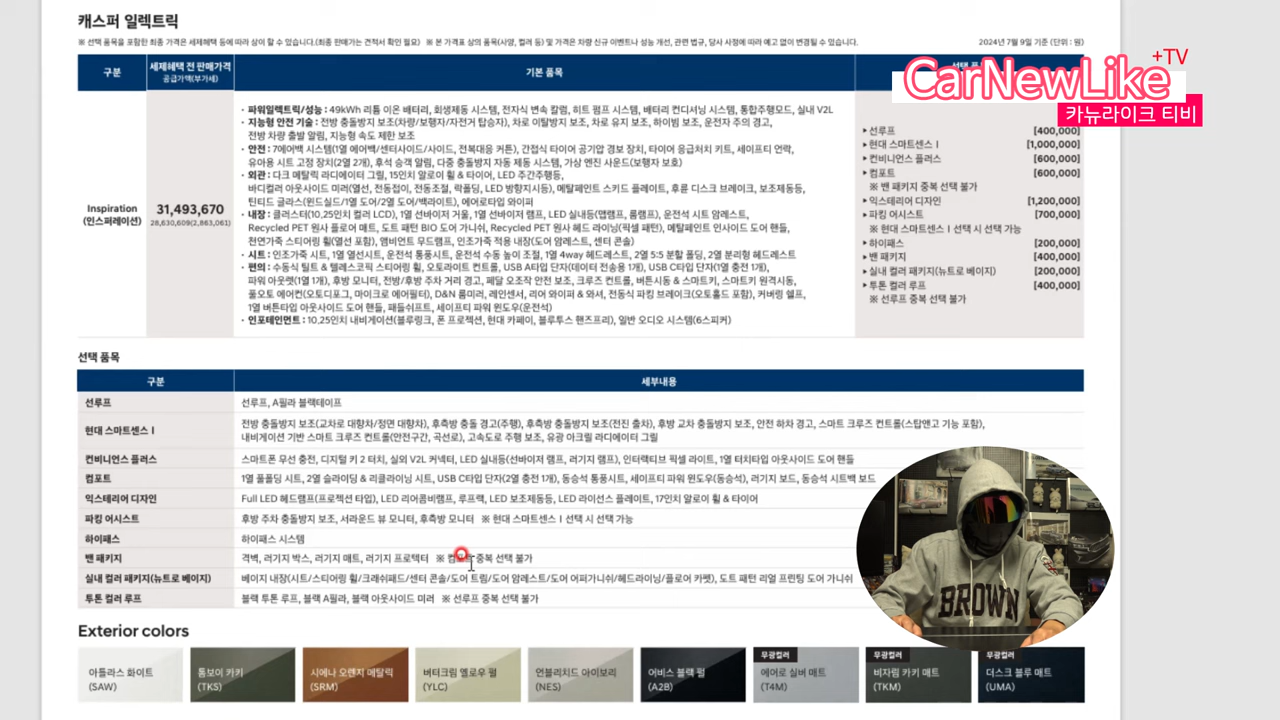 캐스퍼 일렉트릭
※ 선택 품목을 포함한 최종 가격은 세제혜택 등에 따라 상이 할 수 있습니다.(최종 판매가는 견적서 확인 필요) ※ 본 가격표 상의 품목(사양, 컬러 등) 및 가격은 차량 신규 이벤트나 성능 개선, 관련 법규, 당사 사정에 따라 예고 없이 변경될 수 있습니다.
2024년 7월 9일 기준 (단위 : 원)
+TV
CarNewLike
카뉴라이크 티비
구분
세제혜택 전 판매가격
공급가액(부가세)
기본 품목
Inspiration
(인스퍼레이션)
31,493,670
28,630,609(2,863,061)
· 파워일렉트릭/성능 : 49kWh 리튬 이온 배터리, 회생제동 시스템, 전자식 변속 칼럼, 히트 펌프 시스템, 배터리 컨디셔닝 시스템, 통합주행모드, 실내 V2L
· 지능형 안전 기술 : 전방 충돌방지 보조(차량/보행자/자전거 탑승자), 차로 이탈방지 보조, 차로 유지 보조, 하이빔 보조, 운전자 주의 경고,
전방 차량 출발 알림, 지능형 속도 제한 보조
· 안전 : 7에어백 시스템(1열 에어백/센터사이드/사이드, 전복대응 커튼), 간접식 타이어 공기압 경보 장치, 타이어 응급처치 키트, 세이프티 언락,
유아용 시트 고정 장치(2열 2개), 후석 승객 알림, 다중 충돌방지 자동 제동 시스템, 가상 엔진 사운드(보행자 보호)
· 외관 : 다크 메탈릭 라디에이터 그릴, 15인치 알로이 휠 & 타이어, LED 주간주행등,
바디컬러 아웃사이드 미러(열선, 전동접이, 전동조절, 락폴딩, LED 방향지시등), 메탈페인트 스키드 플레이트, 후륜 디스크 브레이크, 보조제동등,
틴티드 글라스(윈드실드/1열 도어/2열 도어/백라이트), 에어로타입 와이퍼
· 내장 : 클러스터(10.25인치 컬러 LCD), 1열 선바이저 거울, 1열 선바이저 램프, LED 실내등(맵램프, 룸램프), 운전석 시트 암레스트,
Recycled PET 원사 플로어 매트, 도트 패턴 BIO 도어 가니쉬, Recycled PET 원사 헤드 라이닝(픽셀 패턴), 메탈페인트 인사이드 도어 핸들,
천연가죽 스티어링 휠(열선 포함), 앰비언트 무드램프, 인조가죽 적용 내장(도어 암레스트, 센터 콘솔)
· 시트 : 인조가죽 시트, 1열 열선시트, 운전석 통풍시트, 운전석 수동 높이 조절, 1열 4way 헤드레스트, 2열 5:5 분할 폴딩, 2열 분리형 헤드레스트
· 편의 : 수동식 틸트 & 텔레스코픽 스티어링 휠, 오토라이트 컨트롤, USB A타입 단자(데이터 전송용 1개), USB C타입 단자(1열 충전 1개),
파워 아웃렛(1열 1개), 후방 모니터, 전방/후방 주차 거리 경고, 페달 오조작 안전 보조, 크루즈 컨트롤, 버튼시동 & 스마트키, 스마트키 원격시동,
풀오토 에어컨(오토디포그, 마이크로 에어필터), D&N 룸미러, 레인센서, 리어 와이퍼 & 와셔, 전동식 파킹 브레이크(오토홀드 포함), 커버링 쉘프,
1열 버튼타입 아웃사이드 도어 핸들, 패들쉬프트, 세이프티 파워 윈도우(운전석)
· 인포테인먼트 : 10.25인치 내비게이션(블루링크, 폰 프로젝션, 현대 카페이, 블루투스 핸즈프리), 일반 오디오 시스템(6스피커)
▸선루프 [400,000]
▸현대 스마트센스 Ⅰ [1,000,000]
▸컨비니언스 플러스 [600,000]
▸컴포트 [600,000]
※ 밴 패키지 중복 선택 불가
▸익스테리어 디자인 [1,200,000]
▸파킹 어시스트 [700,000]
※ 현대 스마트센스 Ⅰ 선택 시 선택 가능
▸하이패스 [200,000]
▸밴 패키지 [400,000]
▸실내 컬러 패키지(뉴트로 베이지) [200,000]
▸투톤 컬러 루프 [400,000]
※ 선루프 중복 선택 불가
선택 품목
구분 세부내용
선루프 선루프, A필라 블랙테이프
현대 스마트센스 Ⅰ
전방 충돌방지 보조(교차로 대향차/정면 대향차), 후측방 충돌 경고(주행), 후측방 충돌방지 보조(전진 출차), 후방 교차 충돌방지 보조, 안전 하차 경고, 스마트 크루즈 컨트롤(스탑앤고 기능 포함),
내비게이션 기반 스마트 크루즈 컨트롤(안전구간, 곡선로), 고속도로 주행 보조, 유광 아크릴 라디에이터 그릴
컨비니언스 플러스 스마트폰 무선 충전, 디지털 키 2 터치, 실외 V2L 커넥터, LED 실내등(선바이저 램프, 러기지 램프), 인터랙티브 픽셀 라이트, 1열 터치타입 아웃사이드 도어 핸들
컴포트 1열 풀폴딩 시트, 2열 슬라이딩 & 리클라이닝 시트, USB C타입 단자(2열 충전 1개), 동승석 통풍시트, 세이프티 파워 윈도우(동승석), 러기지 보드, 동승석 시트백 보드
익스테리어 디자인 Full LED 헤드램프(프로젝션 타입), LED 리어콤비램프, 루프랙, LED 보조제동등, LED 라이선스 플레이트, 17인치 알로이 휠 & 타이어
파킹 어시스트 후방 주차 충돌방지 보조, 서라운드 뷰 모니터, 후측방 모니터 ※ 현대 스마트센스 Ⅰ 선택 시 선택 가능
하이패스 하이패스 시스템
밴 패키지 격벽, 러기지 박스, 러기지 매트, 러기지 프로텍터 ※ 중복 선택 불가
실내 컬러 패키지(뉴트로 베이지) 베이지 내장(시트/스티어링 휠/크래쉬패드/센터 콘솔/도어 트림/도어 암레스트/도어 어퍼가니쉬/헤드라이닝/플로어 카펫), 도트 패턴 리얼 프린팅 도어 가니쉬
투톤 컬러 루프 블랙 투톤 루프, 블랙 A필라, 블랙 아웃사이드 미러 ※ 선루프 중복 선택 불가
BROWN
Exterior colors
아틀라스 화이트
(SAW)
톰보이 카키
(TKS)
시에나 오렌지 메탈릭
(SRM)
버터크림 옐로우 펄
(YLC)
언블리치드 아이보리
(NES)
어비스 블랙 펄
(A2B)
무광컬러
에어로 실버 매트
(T4M)
무광컬러
비자림 카키 매트
(TKM)
무광컬러
더스크 블루 매트
(UMA)